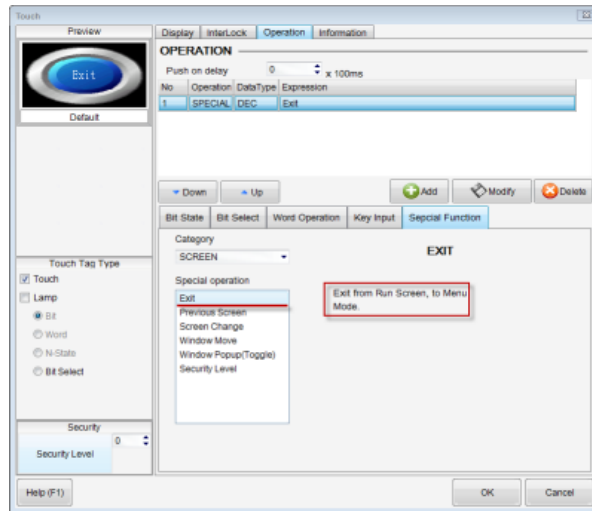 Touch
Preview
Exit
Default
Touch Tag Type
Touch
Lamp
Bit
Word
N-State
Bit Select
Security
0
Security Level
Display InterLock Operation Information
OPERATION
Push on delay 0 x 100ms
No Operation DataType Expression
1 SPECIAL DEC Exit
Down Up Add Modify Delete
Bit State Bit Select Word Operation Key Input Sepcial Function
Category
SCREEN
EXIT
Special operation
Exit
Previous Screen
Screen Change
Window Move
Window Popup(Toggle)
Security Level
Exit from Run Screen, to Menu
Mode.
Help (F1) OK Cancel